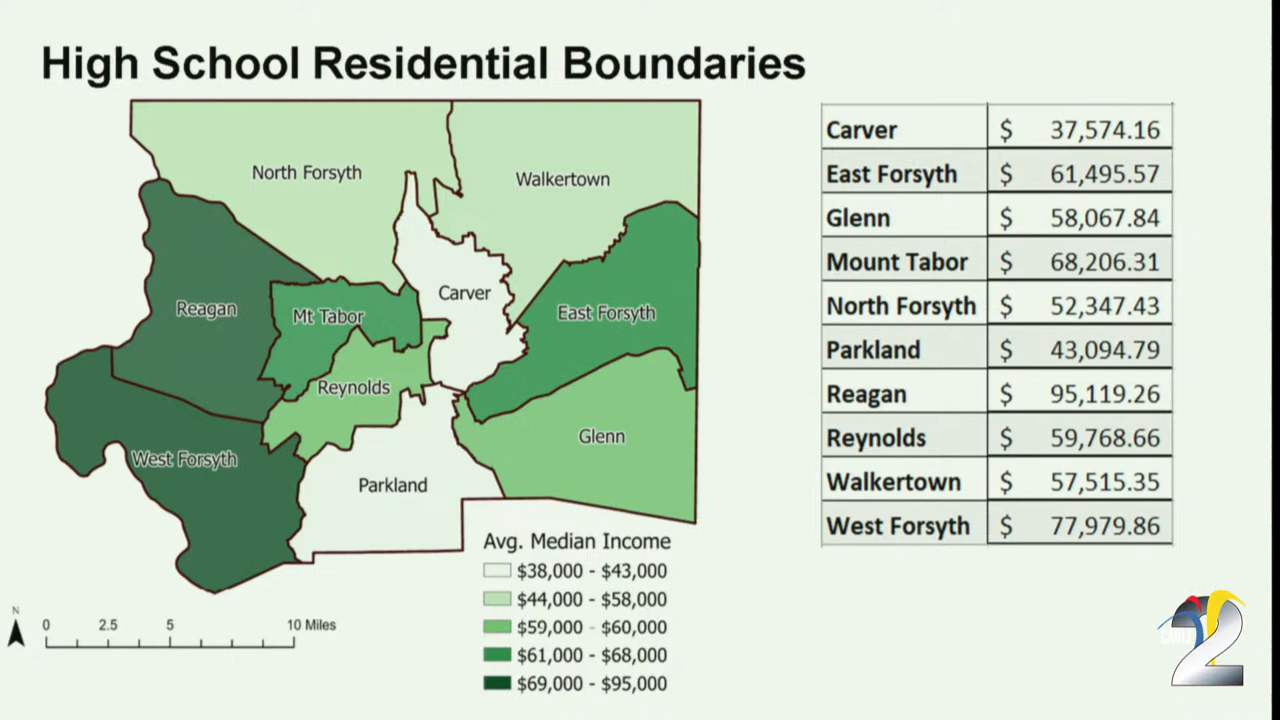 High School Residential Boundaries
North Forsyth
Walkertown
Reagan
Mt Tabor
Carver
East Forsyth
Reynolds
Glenn
West Forsyth
Parkland
Avg. Median Income
$38,000 - $43,000
$44,000 - $58,000
$59,000 - $60,000
$61,000 - $68,000
$69,000 - $95,000
N
0 2.5 5 10 Miles
Carver $ 37,574.16
East Forsyth $ 61,495.57
Glenn $ 58,067.84
Mount Tabor $ 68,206.31
North Forsyth $ 52,347.43
Parkland $ 43,094.79
Reagan $ 95,119.26
Reynolds $ 59,768.66
Walkertown $ 57,515.35
West Forsyth $ 77,979.86
2